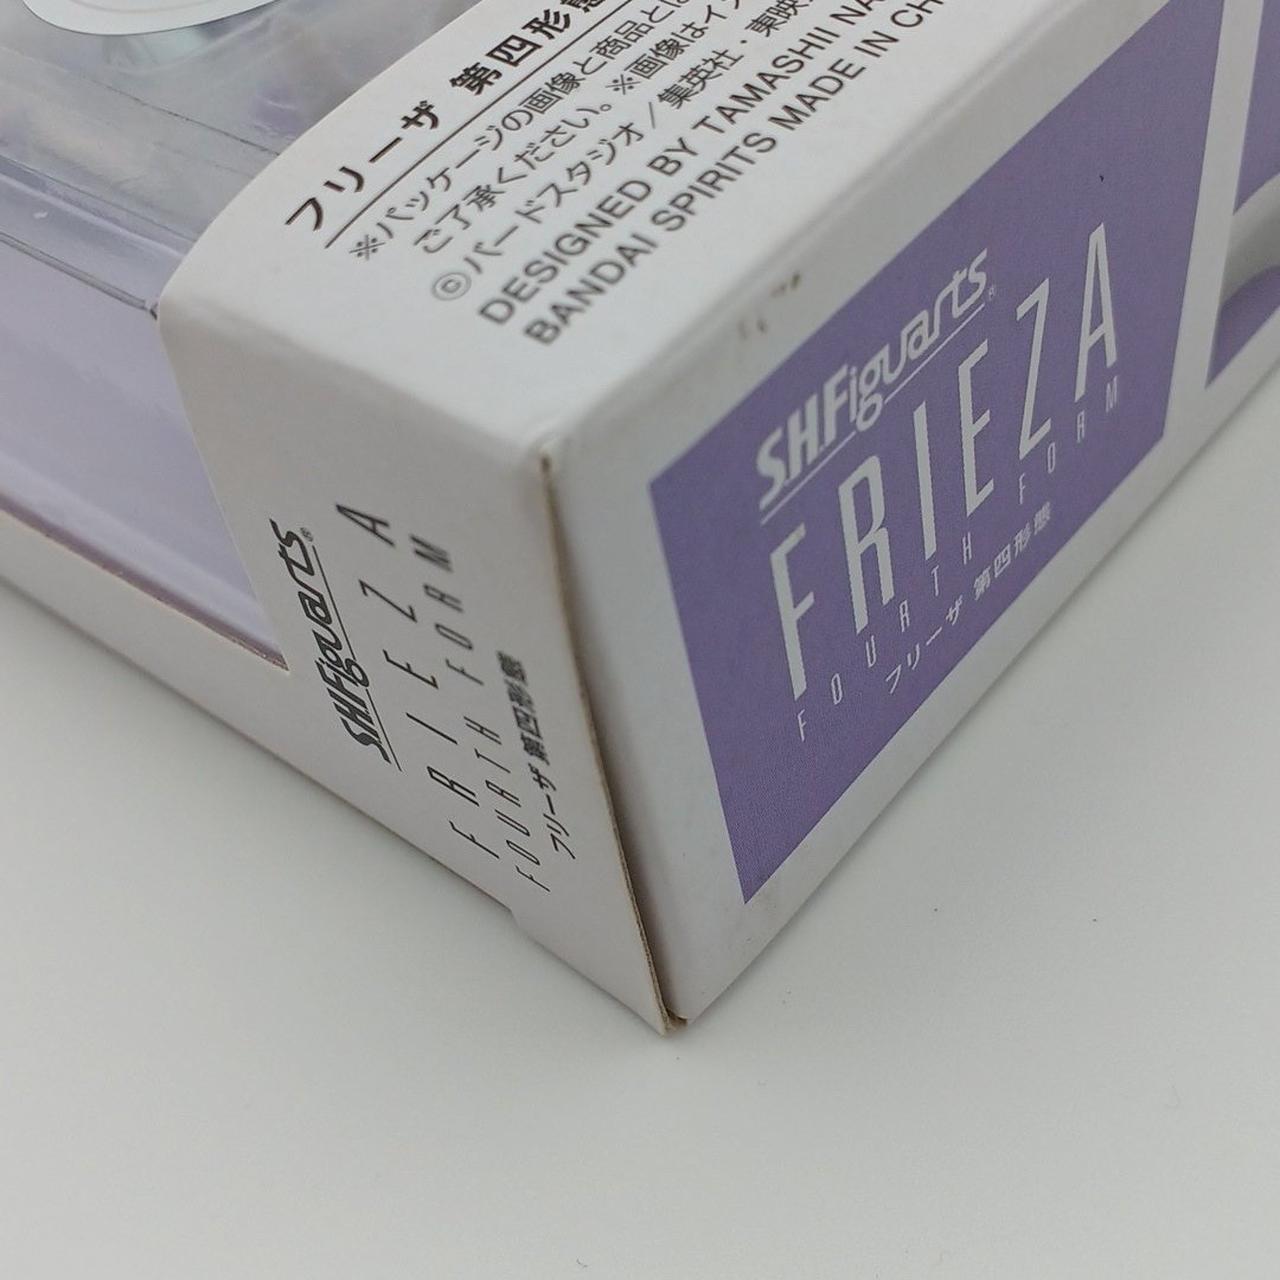 フリーザ 第四形態
※パッケージの画像と商品とは
ご了承ください。※画像はイ
©バードスタジオ／集英社・東映
DESIGNED BY TAMASHII NA
BANDAI SPIRITS MADE IN CH
S.H.Figuarts®
FRIEZA
FOURTH FORM
フリーザ 第四形態
S.H.Figuarts®
FRIEZA
FOURTH FORM
フリーザ 第四形態